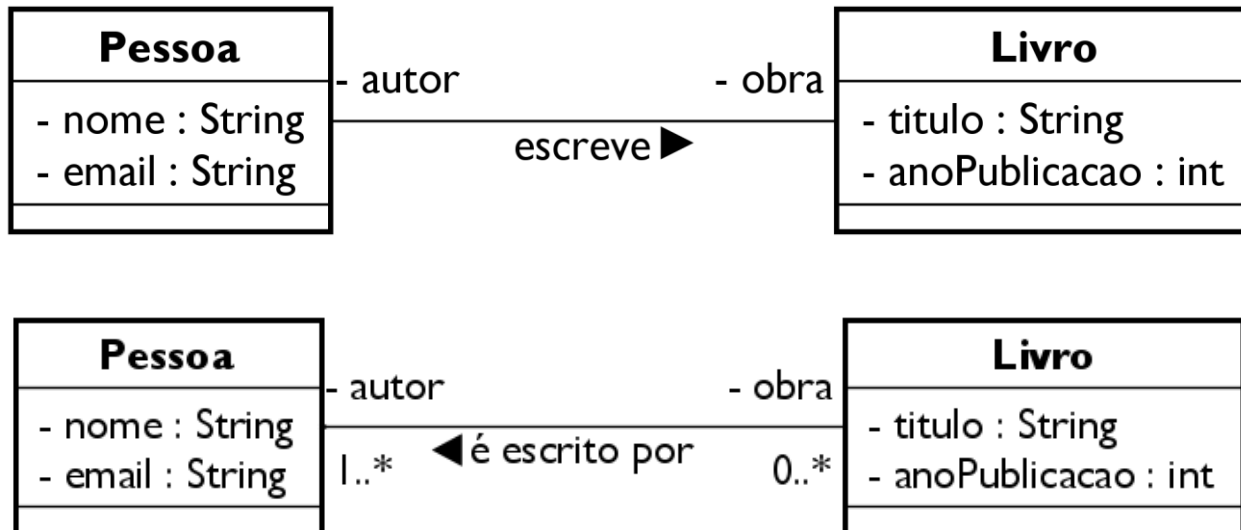 Pessoa
- nome : String
- email : String
- autor
- obra
escreve ►
Livro
- titulo : String
- anoPublicacao : int
Pessoa
- nome : String
- email : String
- autor
1..*
- obra
◄ é escrito por
0..*
Livro
- titulo : String
- anoPublicacao : int